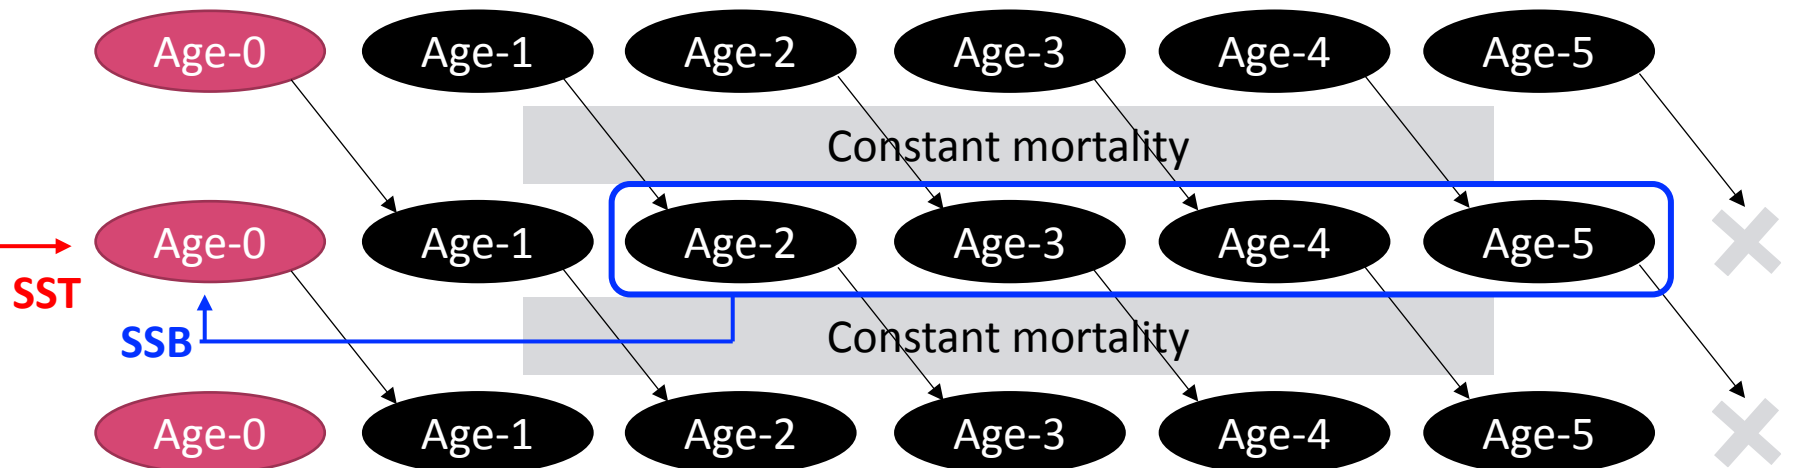 Age-0 Age-1 Age-2 Age-3 Age-4 Age-5
Constant mortality
Age-0 Age-1 Age-2 Age-3 Age-4 Age-5
SST
SSB
Constant mortality
Age-0 Age-1 Age-2 Age-3 Age-4 Age-5